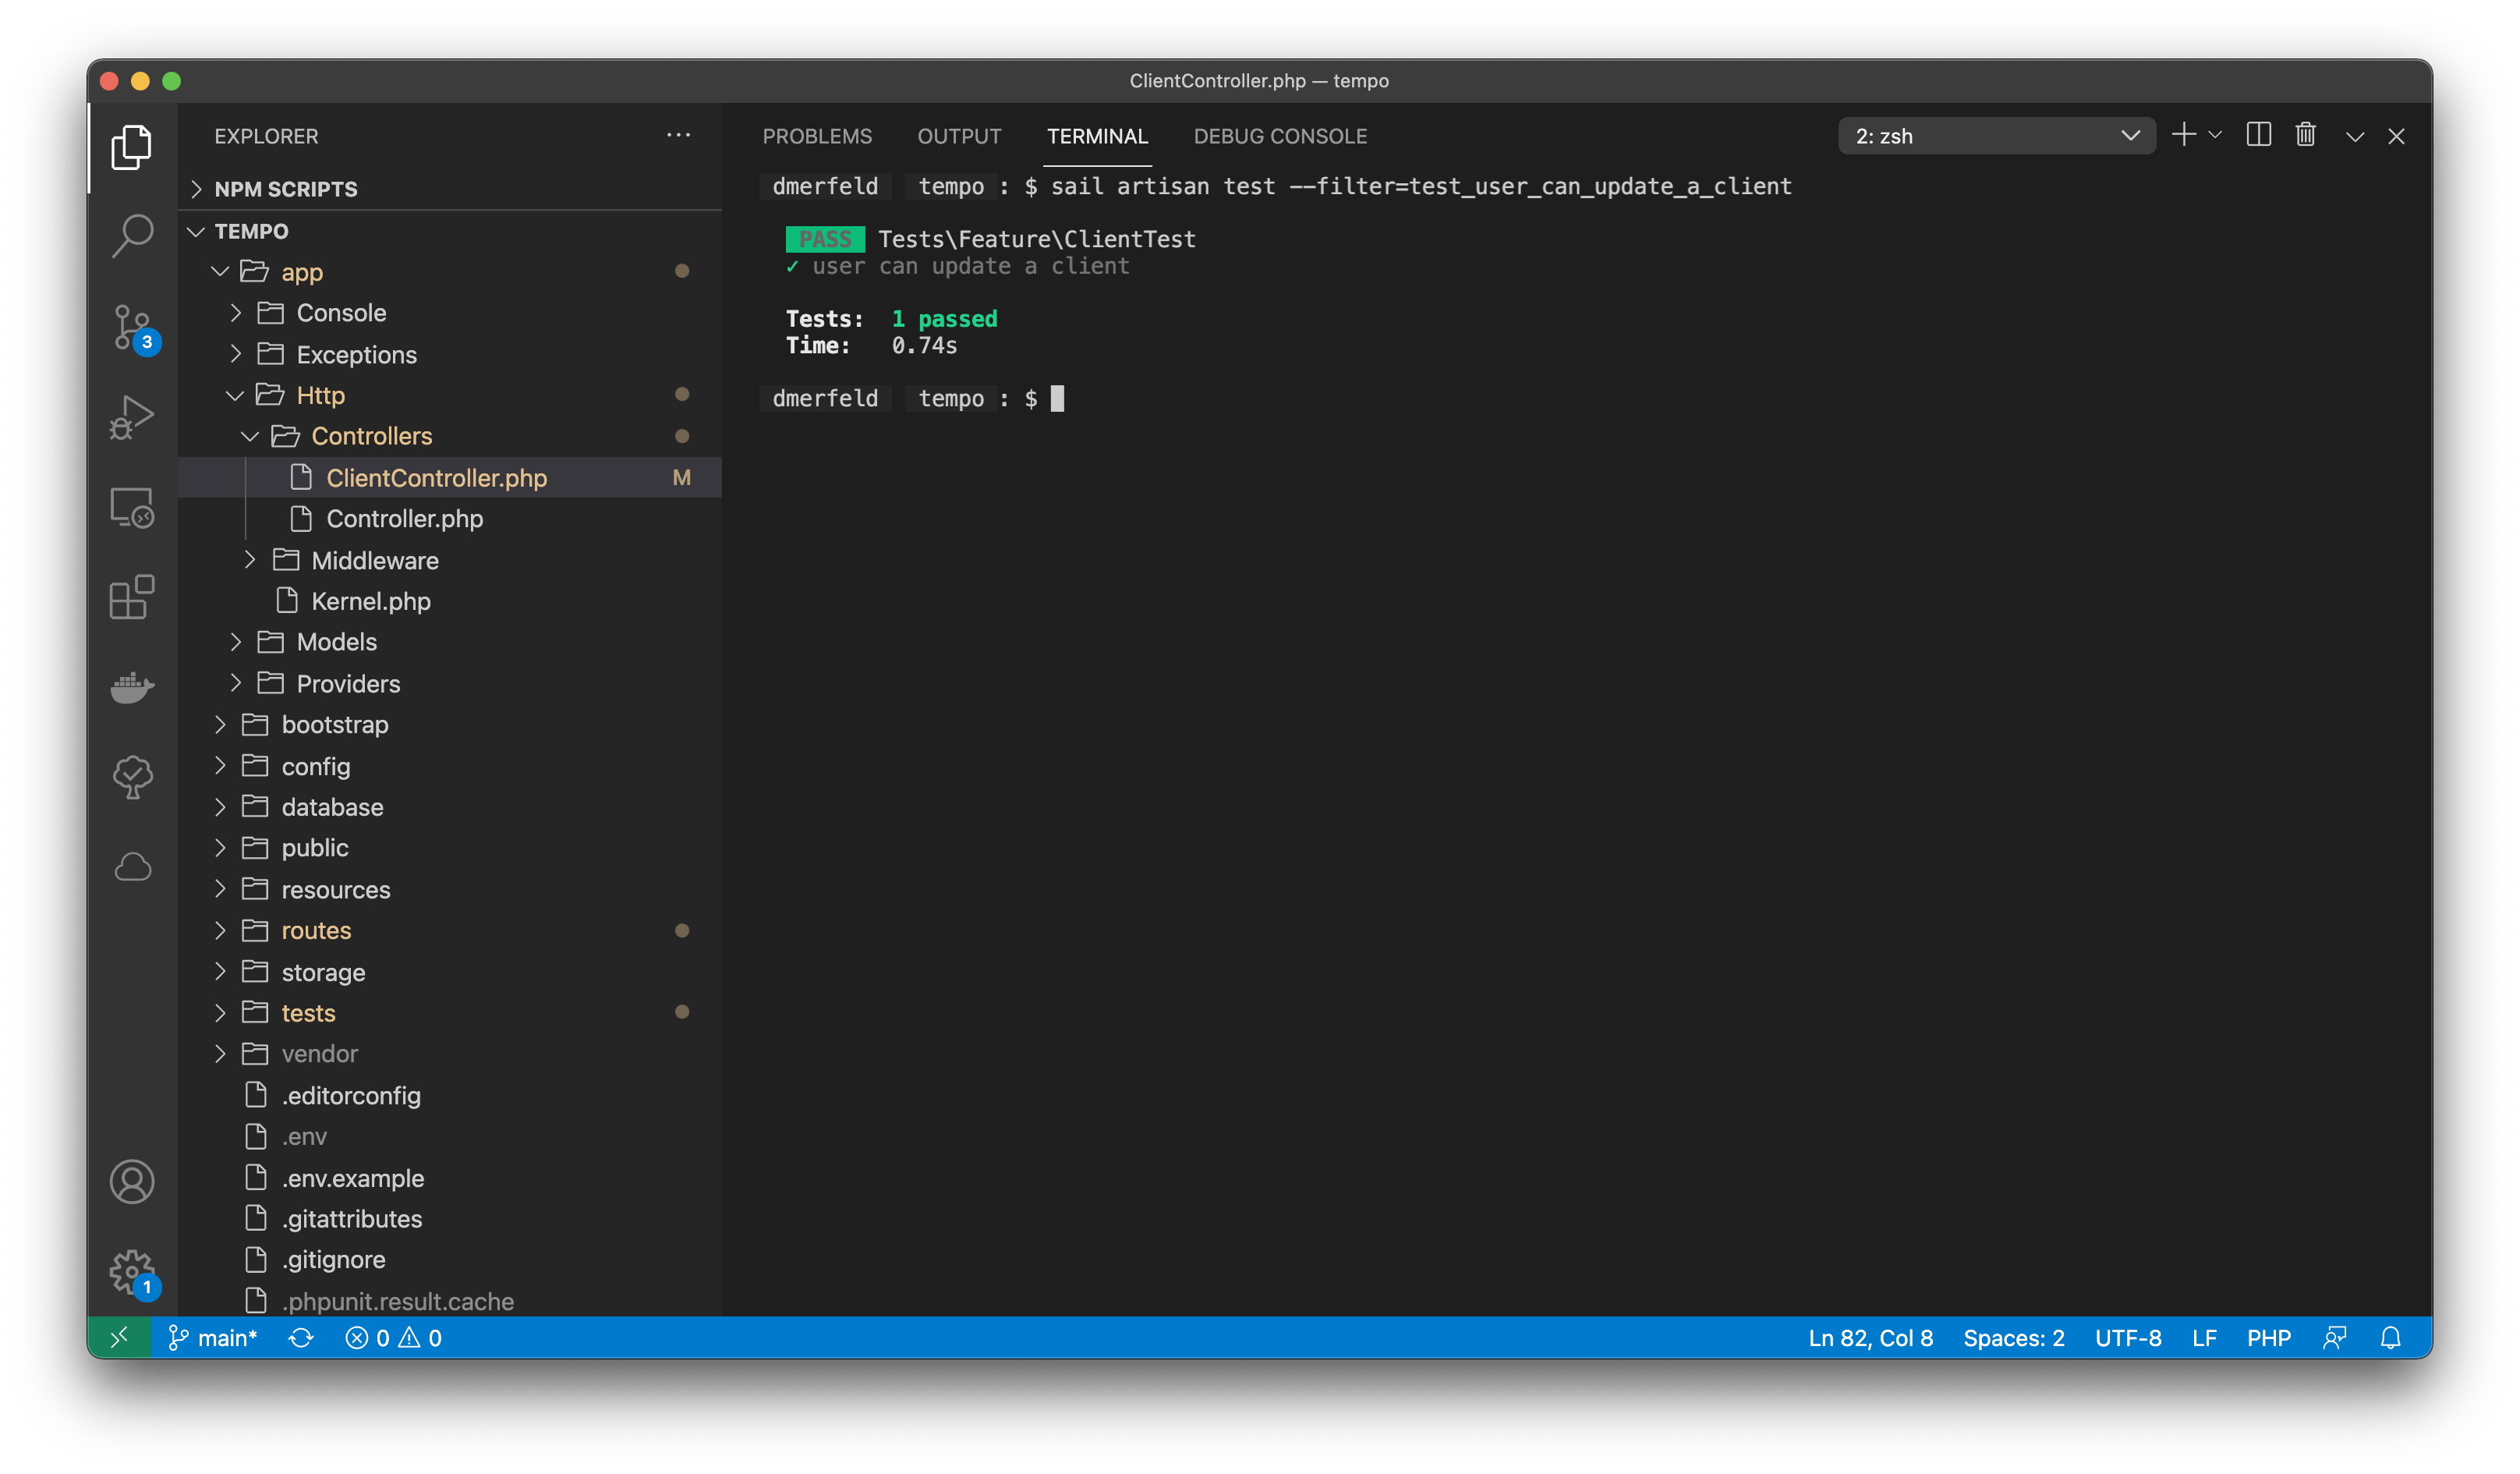 ClientController.php — tempo
EXPLORER
NPM SCRIPTS
TEMPO
app
Console
Exceptions
Http
Controllers
ClientController.php M
Controller.php
Middleware
Kernel.php
Models
Providers
bootstrap
config
database
public
resources
routes
storage
tests
vendor
.editorconfig
.env
.env.example
.gitattributes
.gitignore
.phpunit.result.cache
3
1
PROBLEMS OUTPUT TERMINAL DEBUG CONSOLE 2: zsh
dmerfeld tempo : $ sail artisan test --filter=test_user_can_update_a_client
PASS Tests\Feature\ClientTest
✓ user can update a client
Tests: 1 passed
Time: 0.74s
dmerfeld tempo : $
main* 0 0 Ln 82, Col 8 Spaces: 2 UTF-8 LF PHP